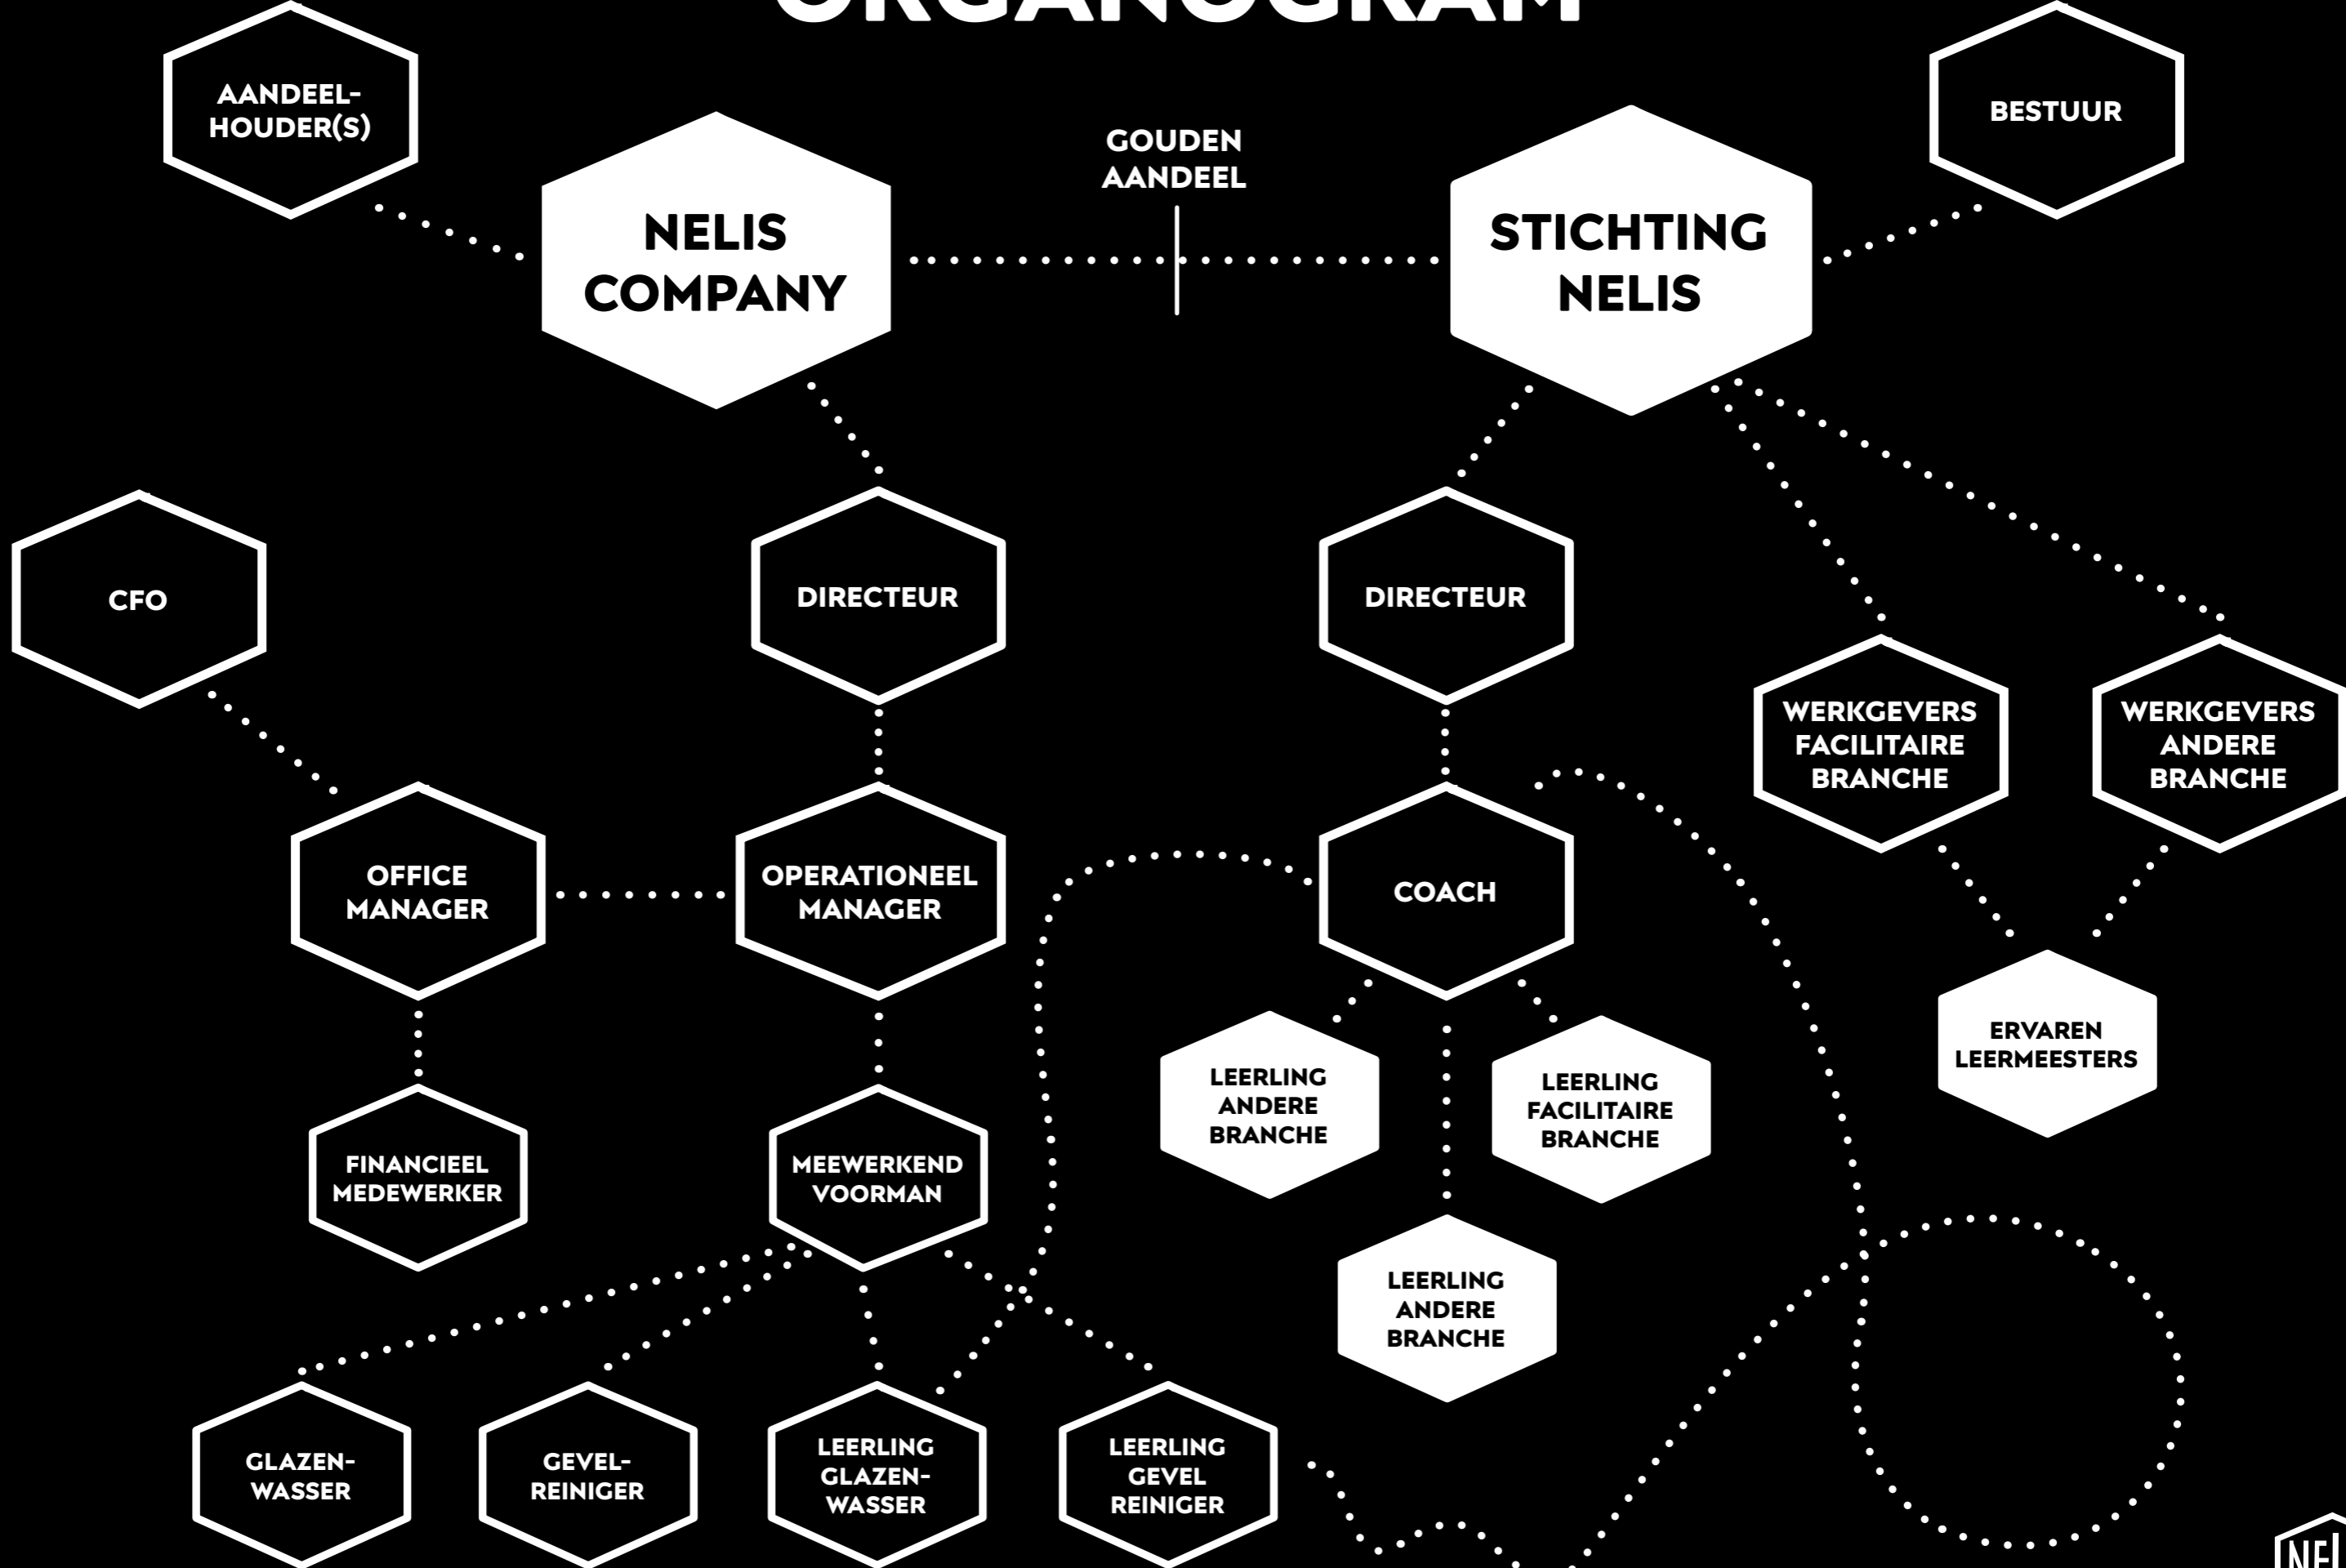 ORGANOGRAM
AANDEEL-
HOUDER(S)
BESTUUR
GOUDEN
AANDEEL
NELIS
COMPANY
STICHTING
NELIS
CFO
DIRECTEUR
DIRECTEUR
WERKGEVERS
FACILITAIRE
BRANCHE
WERKGEVERS
ANDERE
BRANCHE
OFFICE
MANAGER
OPERATIONEEL
MANAGER
COACH
ERVAREN
LEERMEESTERS
LEERLING
ANDERE
BRANCHE
LEERLING
FACILITAIRE
BRANCHE
FINANCIEEL
MEDEWERKER
MEEWERKEND
VOORMAN
LEERLING
ANDERE
BRANCHE
GLAZEN-
WASSER
GEVEL-
REINIGER
LEERLING
GLAZEN-
WASSER
LEERLING
GEVEL
REINIGER